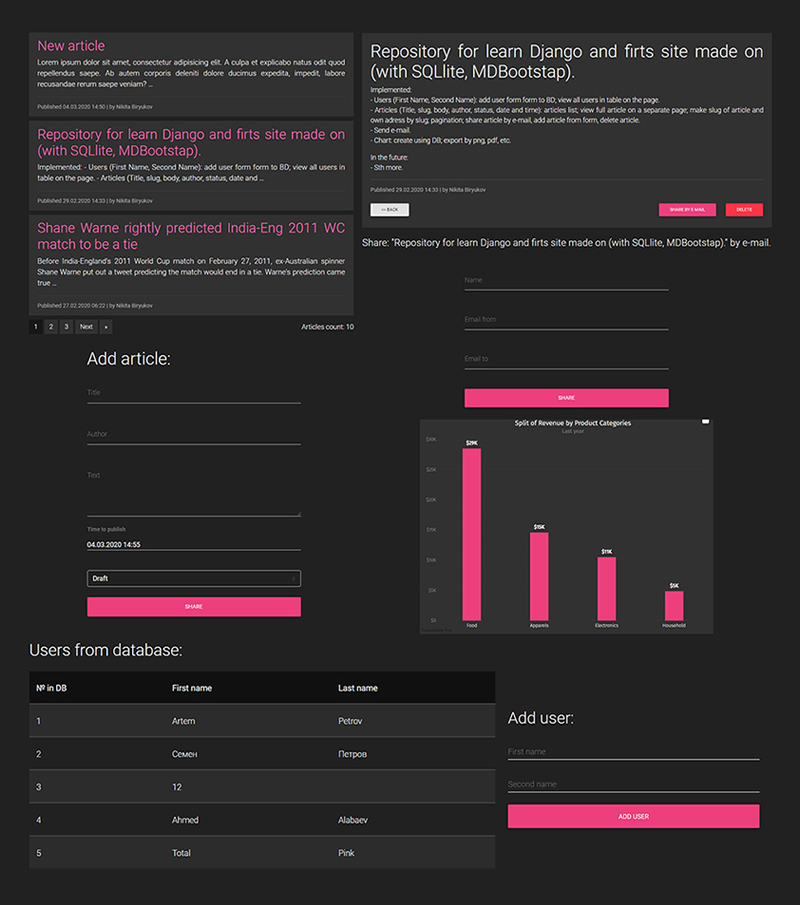 New article
Lorem ipsum dolor sit amet, consectetur adipisicing elit. A culpa et explicabo natus odit quod
repellendus saepe. Ab autem corporis deleniti dolore ducimus expedita, impedit, labore
recusandae rerum saepe veniam? ...
Published 04.03.2020 14:50 | by Nikita Biryukov
Repository for learn Django and firts site made on
(with SQLlite, MDBootstap).
Implemented: - Users (First Name, Second Name): add user form form to BD; view all users in
table on the page. - Articles (Title, slug, body, author, status, date and ...
Published 29.02.2020 14:33 | by Nikita Biryukov
Shane Warne rightly predicted India-Eng 2011 WC
match to be a tie
Before India-England's 2011 World Cup match on February 27, 2011, ex-Australian spinner
Shane Warne put out a tweet predicting the match would end in a tie. Warne's prediction came
true ...
Published 27.02.2020 06:22 | by Nikita Biryukov
1 2 3 Next »
Articles count: 10
Repository for learn Django and firts site made on
(with SQLlite, MDBootstap).
Implemented:
- Users (First Name, Second Name): add user form form to BD; view all users in table on the page.
- Articles (Title, slug, body, author, status, date and time): articles list; view full article on a separate page; make slug of article and
own adress by slug; pagination; share article by e-mail, add article from form, delete article.
- Send e-mail.
- Chart: create using DB; export by png, pdf, etc.
In the future:
- Sth more.
Published 29.02.2020 14:33 | by Nikita Biryukov
<< BACK
SHARE BY E-MAIL
DELETE
Share: "Repository for learn Django and firts site made on (with SQLlite, MDBootstap)." by e-mail.
Name
Email from
Email to
SHARE
Add article:
Title
Author
Text
Time to publish
04.03.2020 14:55
Draft
SHARE
Split of Revenue by Product Categories
Last year
$29K
$15K
$11K
$5K
$0
Food
Apparels
Electronics
Household
Users from database:
№ in DB First name Last name
1 Artem Petrov
2 Семен Петров
3 12
4 Ahmed Alabaev
5 Total Pink
Add user:
First name
Second name
ADD USER